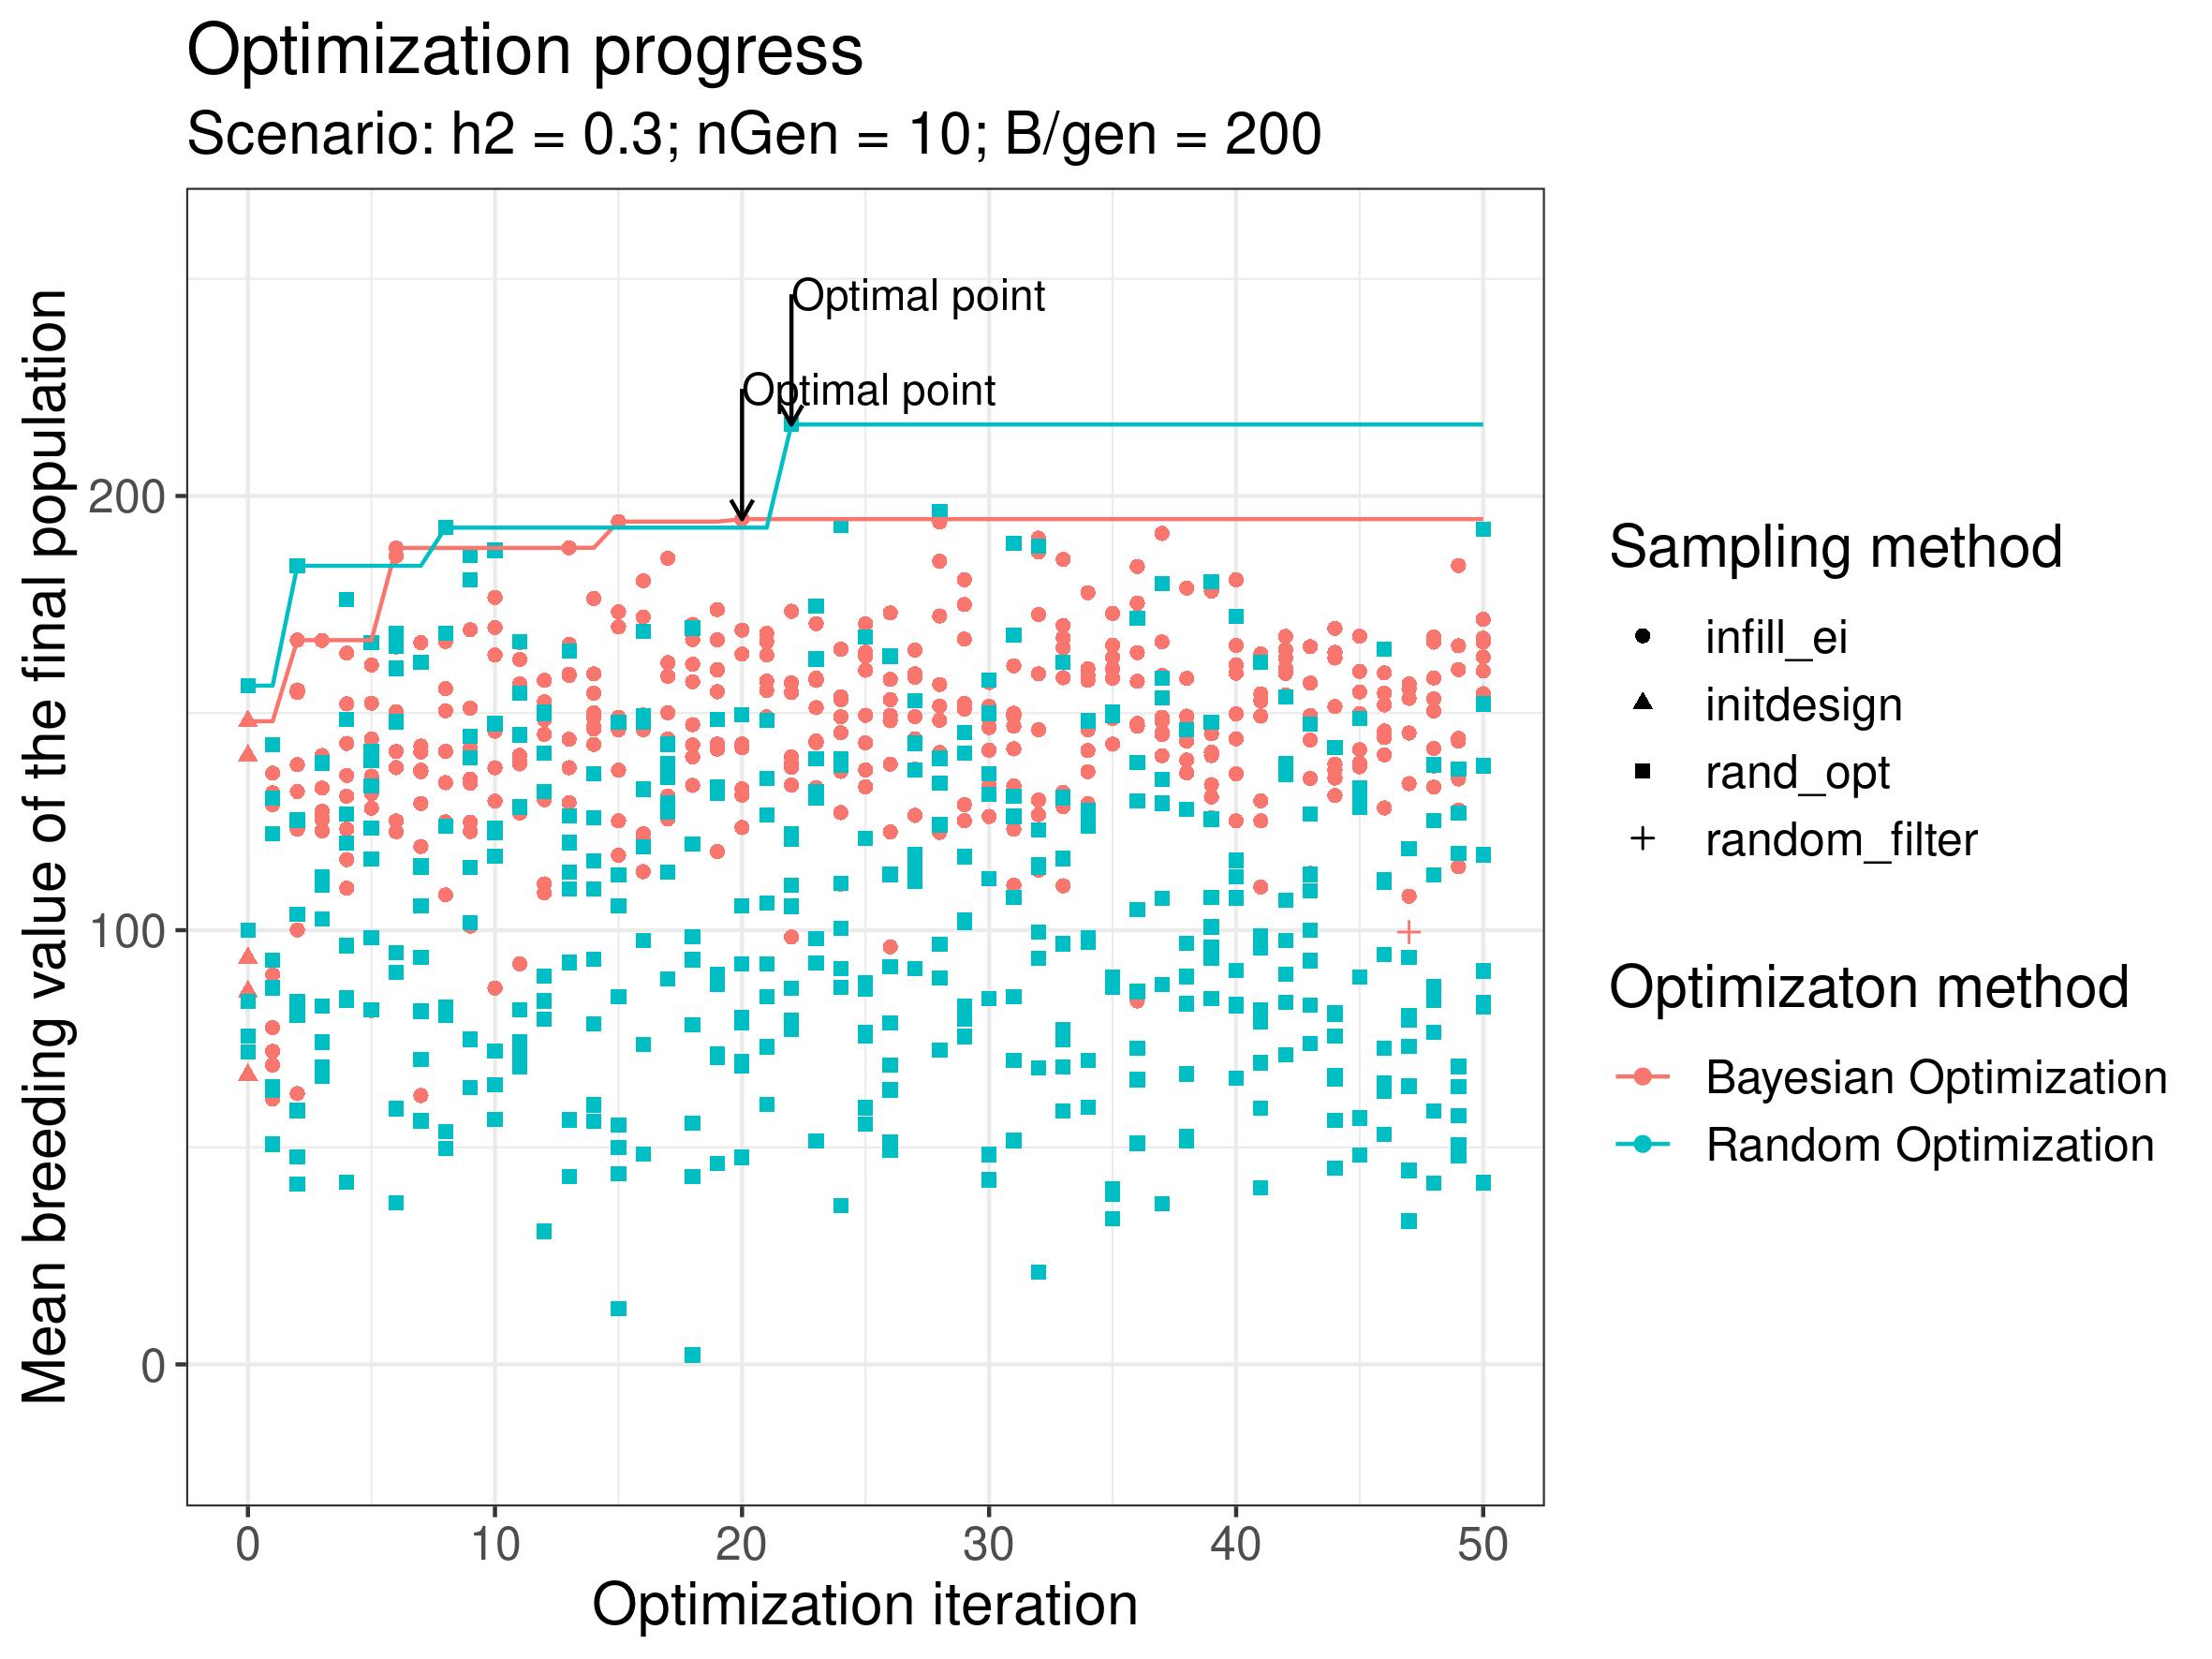 Optimization progress
Scenario: h2 = 0.3; nGen = 10; B/gen = 200
Mean breeding value of the final population
200
100
0
Optimal point
Optimal point
0 10 20 30 40 50
Optimization iteration
Sampling method
infill_ei
initdesign
rand_opt
random_filter
Optimizaton method
Bayesian Optimization
Random Optimization